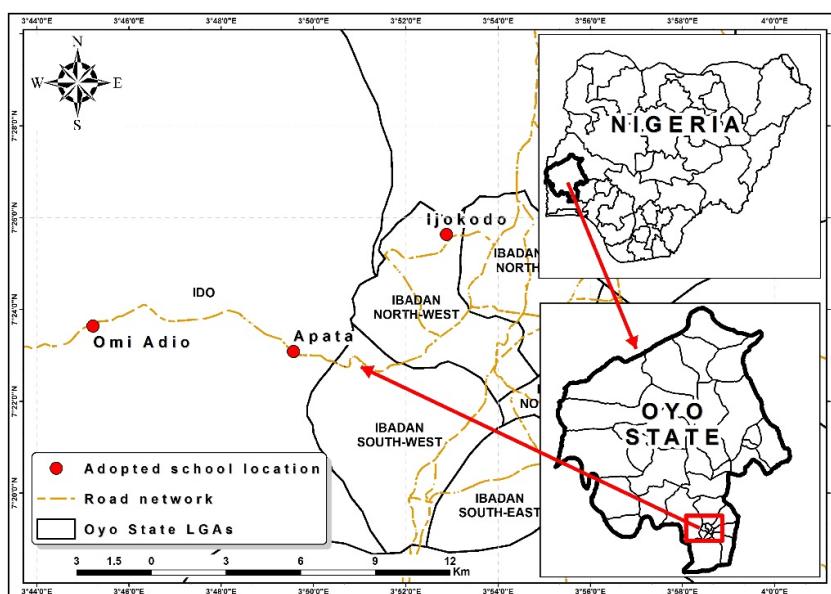 3°44'0"E 3°46'0"E 3°48'0"E 3°50'0"E 3°52'0"E 3°54'0"E 3°56'0"E 3°58'0"E 4°0'0"E
N
W E
S
NIGERIA
7°28'0"N
7°26'0"N
7°24'0"N
7°22'0"N
7°20'0"N
Ijokodo
IBADAN
NORTH
IDO
IBADAN
NORTH-WEST
Omi Adio
Apata
NO
OYO
STATE
IBADAN
SOUTH-WEST
IBADAN
SOUTH-EAST
Adopted school location
Road network
Oyo State LGAs
3 1.5 0 3 6 9 12
Km
3°44'0"E 3°46'0"E 3°48'0"E 3°50'0"E 3°52'0"E 3°54'0"E 3°56'0"E 3°58'0"E 4°0'0"E